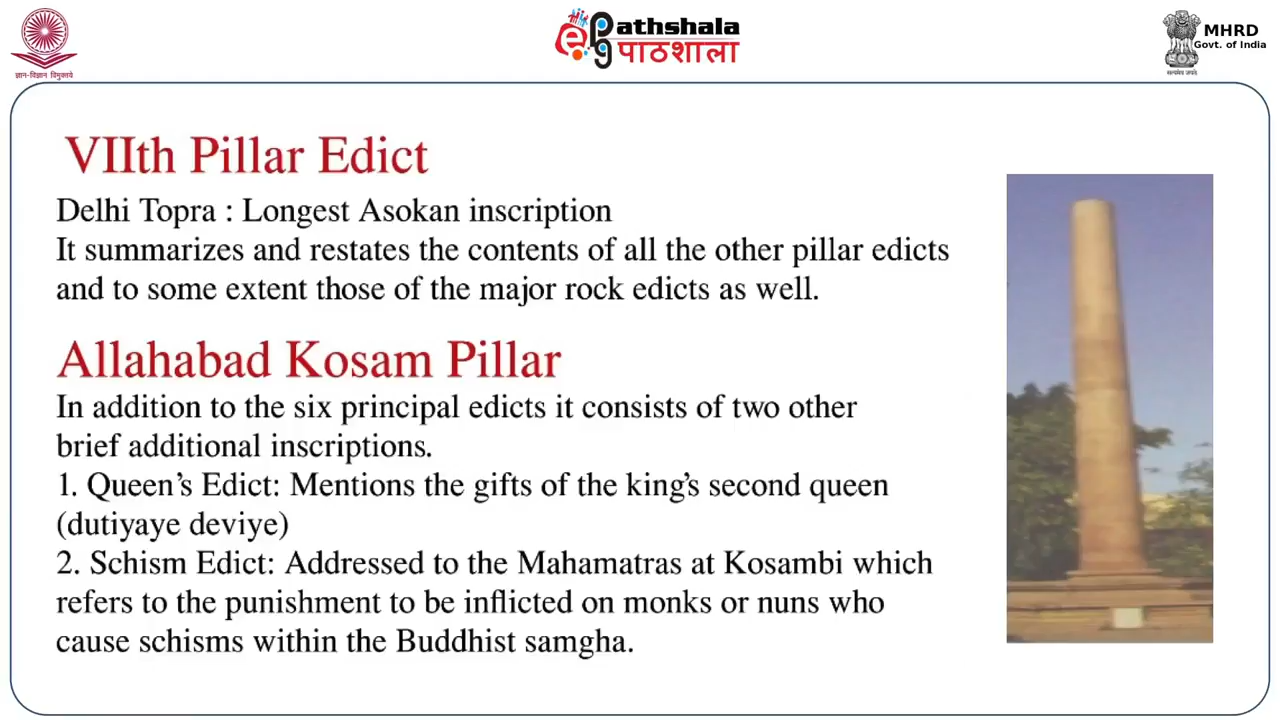 ज्ञान-विज्ञान विमुक्तये
ePathshala
पाठशाला
MHRD
Govt. of India
सत्यमेव जयते
VIIth Pillar Edict
Delhi Topra : Longest Asokan inscription
It summarizes and restates the contents of all the other pillar edicts
and to some extent those of the major rock edicts as well.
Allahabad Kosam Pillar
In addition to the six principal edicts it consists of two other
brief additional inscriptions.
1. Queen’s Edict: Mentions the gifts of the king’s second queen
(dutiyaye deviye)
2. Schism Edict: Addressed to the Mahamatras at Kosambi which
refers to the punishment to be inflicted on monks or nuns who
cause schisms within the Buddhist samgha.